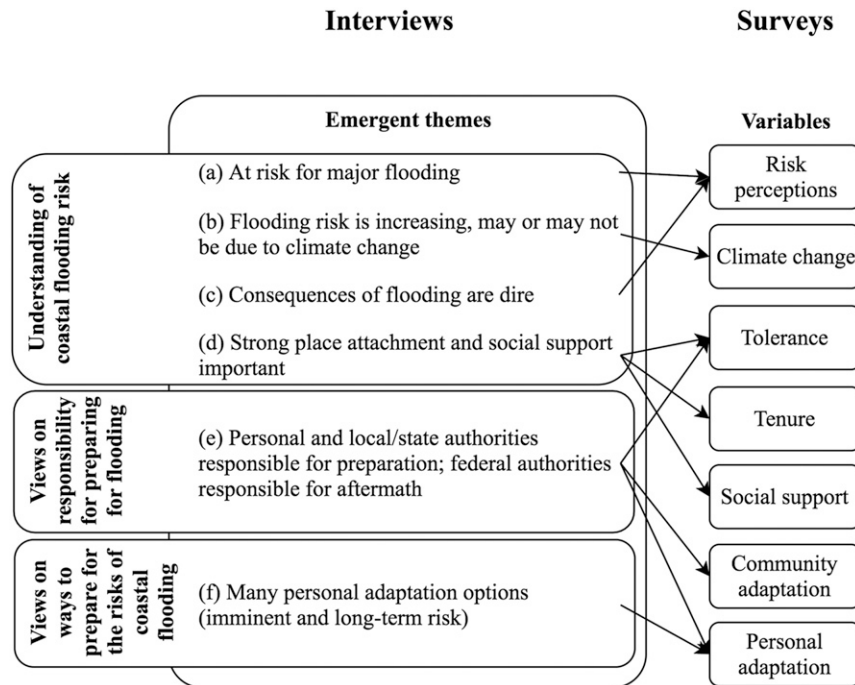 Interviews
Surveys
Emergent themes
Variables
Understanding of
coastal flooding risk
(a) At risk for major flooding
(b) Flooding risk is increasing, may or may not
be due to climate change
(c) Consequences of flooding are dire
(d) Strong place attachment and social support
important
Views on
responsibility
for preparing
for flooding
(e) Personal and local/state authorities
responsible for preparation; federal authorities
responsible for aftermath
Views on
ways to
prepare for
the risks of
coastal
flooding
(f) Many personal adaptation options
(imminent and long-term risk)
Risk
perceptions
Climate change
Tolerance
Tenure
Social support
Community
adaptation
Personal
adaptation